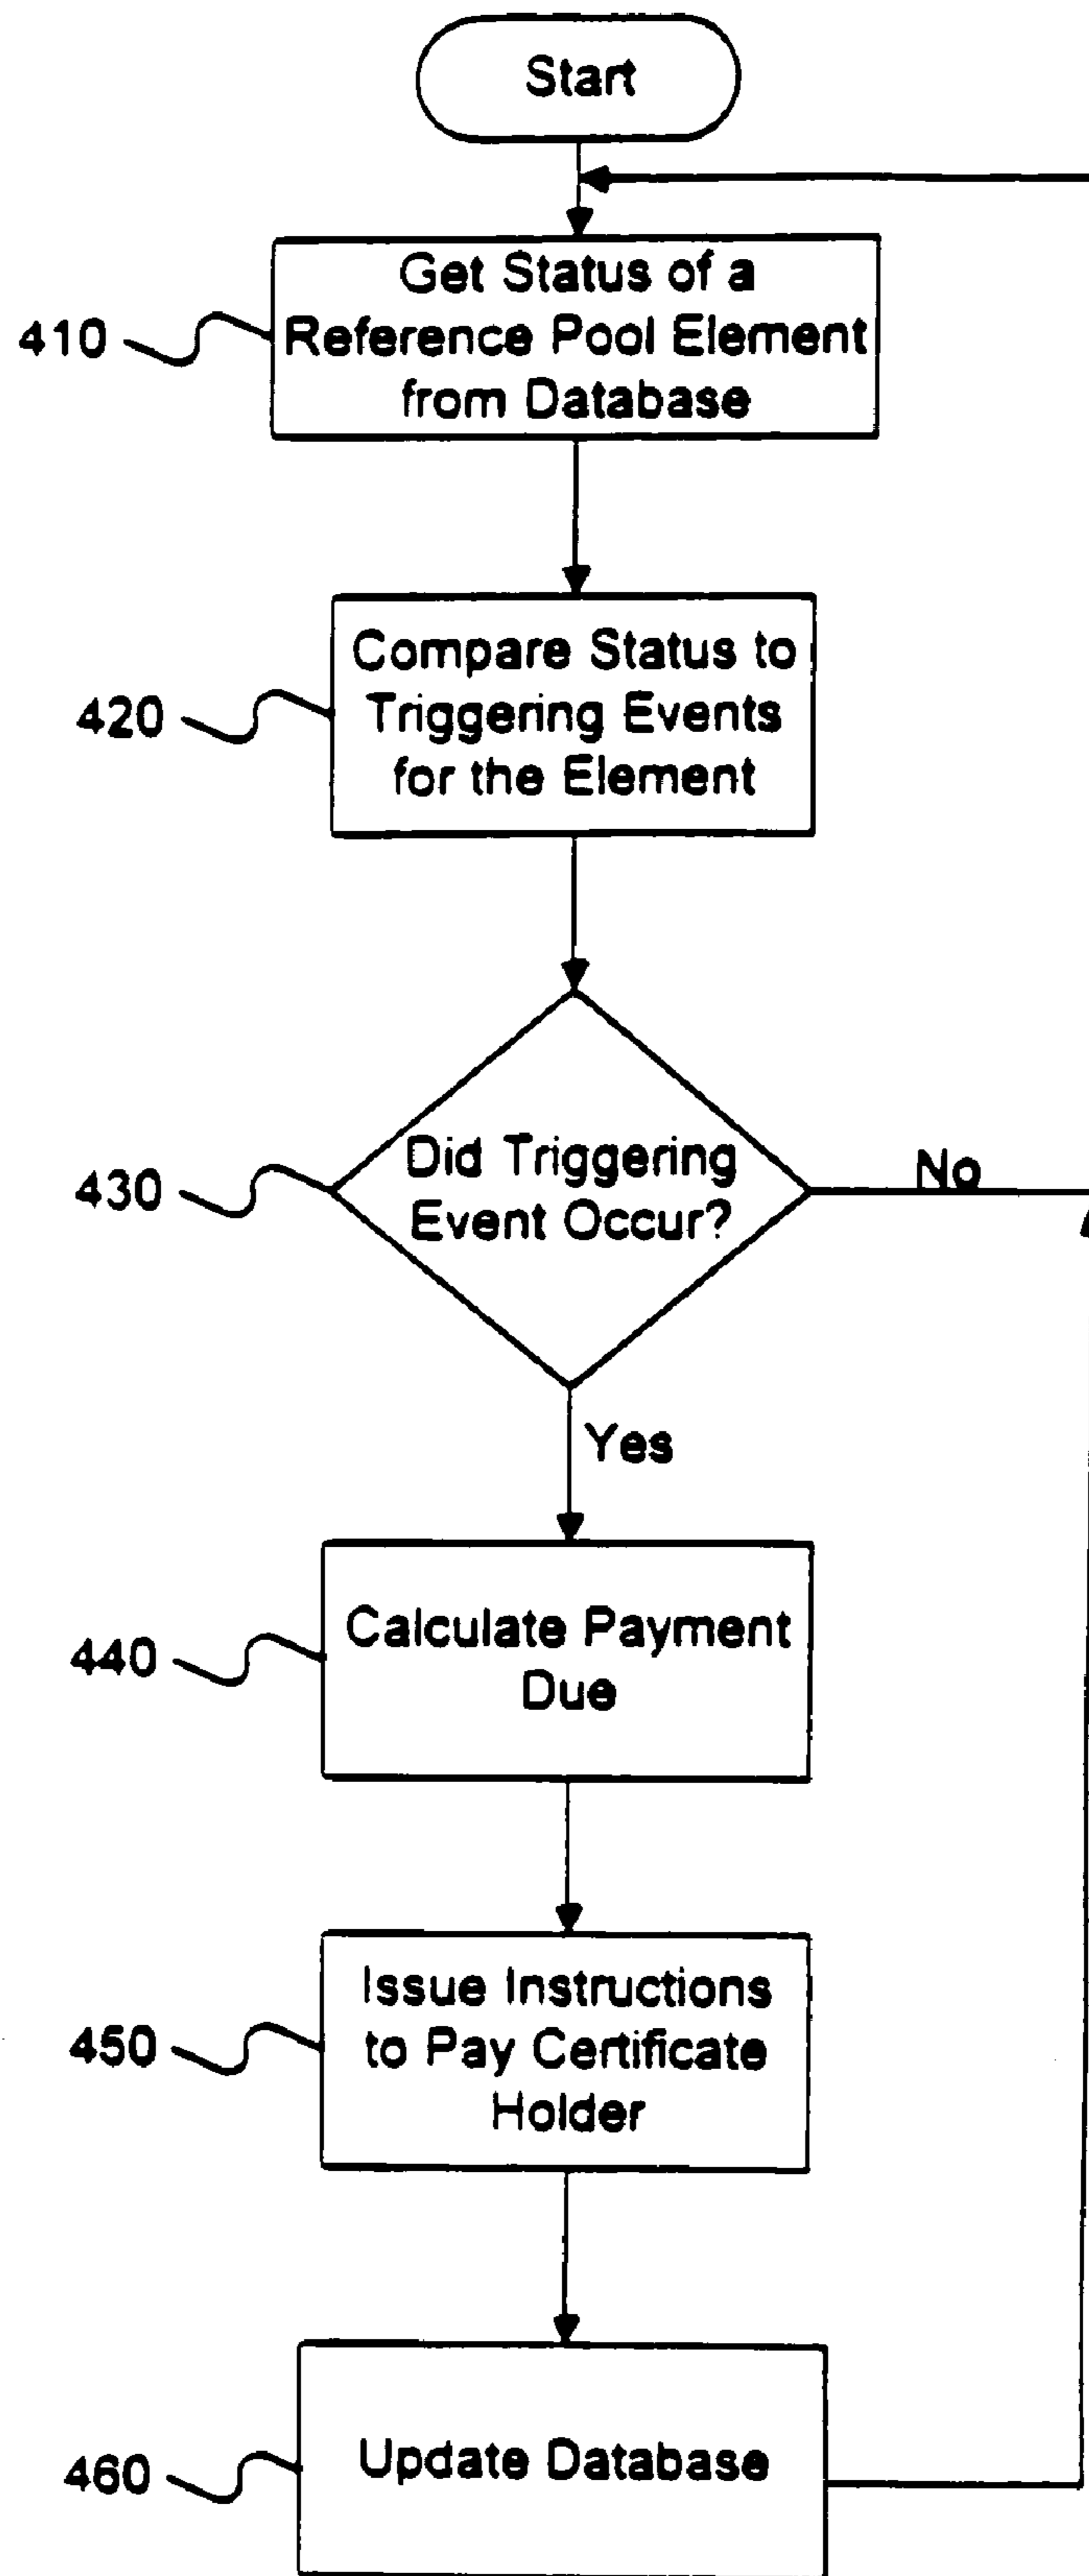 Start
410
Get Status of a
Reference Pool Element
from Database
420
Compare Status to
Triggering Events
for the Element
430
Did Triggering
Event Occur?
No
Yes
440
Calculate Payment
Due
450
Issue Instructions
to Pay Certificate
Holder
460
Update Database